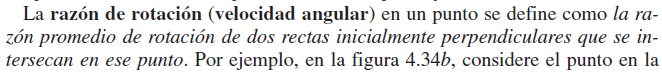 La razón de rotación (velocidad angular) en un punto se define como la ra-
zón promedio de rotación de dos rectas inicialmente perpendiculares que se in-
tersecan en ese punto. Por ejemplo, en la figura 4.34b, considere el punto en la